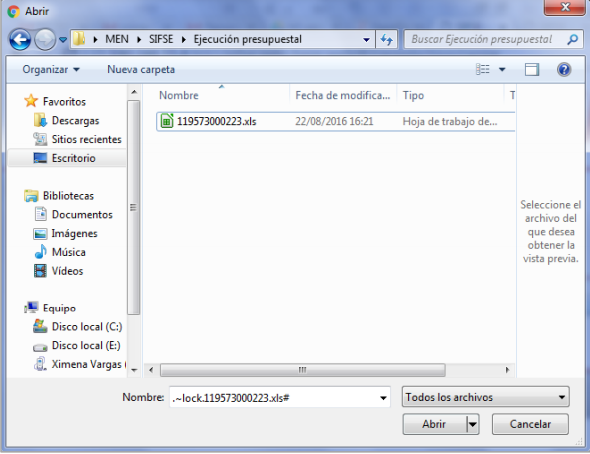 Abrir
MEN ▸ SIFSE ▸ Ejecución presupuestal
Buscar Ejecución presupuestal
Organizar
Nueva carpeta
Nombre
Fecha de modifica...
Tipo
T
Favoritos
Descargas
Sitios recientes
Escritorio
Bibliotecas
Documentos
Imágenes
Música
Vídeos
Equipo
Disco local (C:)
Disco local (E:)
Ximena Vargas (
119573000223.xls
22/08/2016 16:21
Hoja de trabajo de...
Seleccione el
archivo del
que desea
obtener la
vista previa.
Nombre:
.~lock.119573000223.xls#
Todos los archivos
Abrir
Cancelar